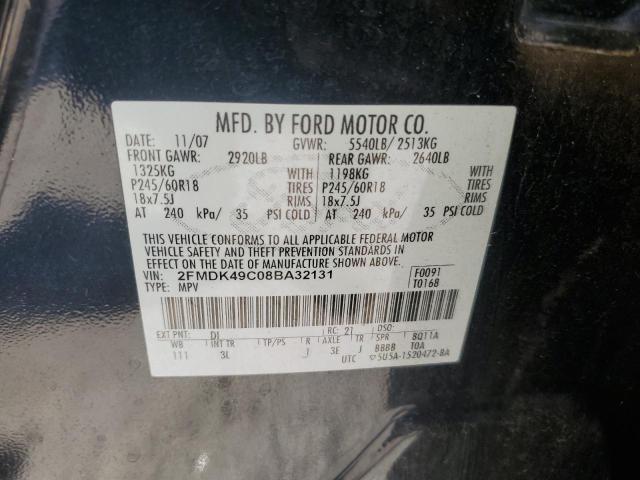 MFD. BY FORD MOTOR CO.
DATE: 11/07 GVWR: 5540LB/ 2513KG
FRONT GAWR: 2920LB REAR GAWR: 2640LB
1325KG WITH 1198KG WITH
P245/60R18 TIRES P245/60R18 TIRES
18x7.5J RIMS 18x7.5J RIMS
AT 240 kPa/ 35 PSI COLD AT 240 kPa/ 35 PSI COLD
THIS VEHICLE CONFORMS TO ALL APPLICABLE FEDERAL MOTOR
VEHICLE SAFETY AND THEFT PREVENTION STANDARDS IN EFFECT
ON THE DATE OF MANUFACTURE SHOWN ABOVE.
VIN: 2FMDK49C08BA32131 F0091
TYPE: MPV T0168
EXT PNT: DI RC: 21 DSO:
WB INT TR TP/PS R AXLE TR SPR 8Q11A
111 3L J 3E J BBBB TOA
UTC 5U5A-1520472-BA